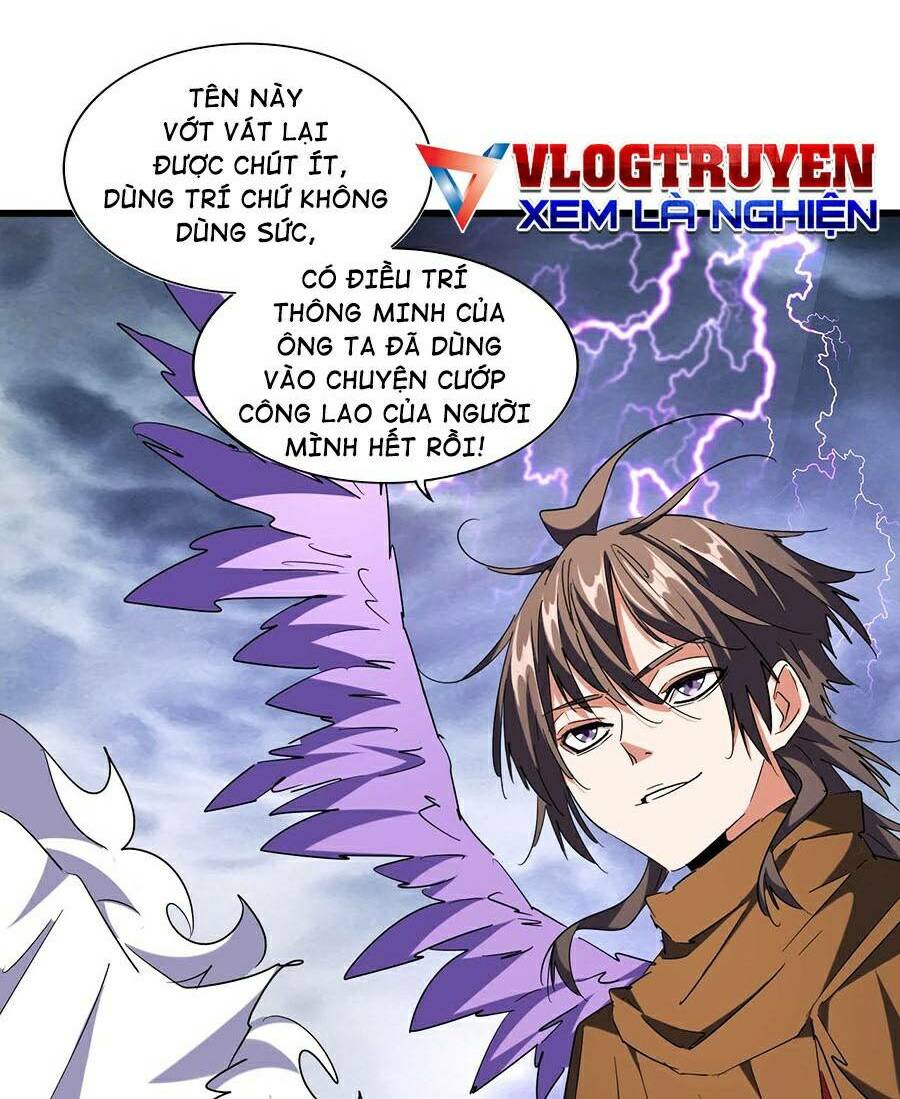 TÊN NÀY
VỚT VÁT LẠI
ĐƯỢC CHÚT ÍT,
DÙNG TRÍ CHỨ KHÔNG
DÙNG SỨC,
VLOGTRUYEN
XEM LÀ NGHIỆN
CÓ ĐIỀU TRÍ
THÔNG MINH CỦA
ÔNG TA ĐÃ DÙNG
VÀO CHUYỆN CƯỚP
CÔNG LAO CỦA NGƯỜI
MÌNH HẾT RỒI!